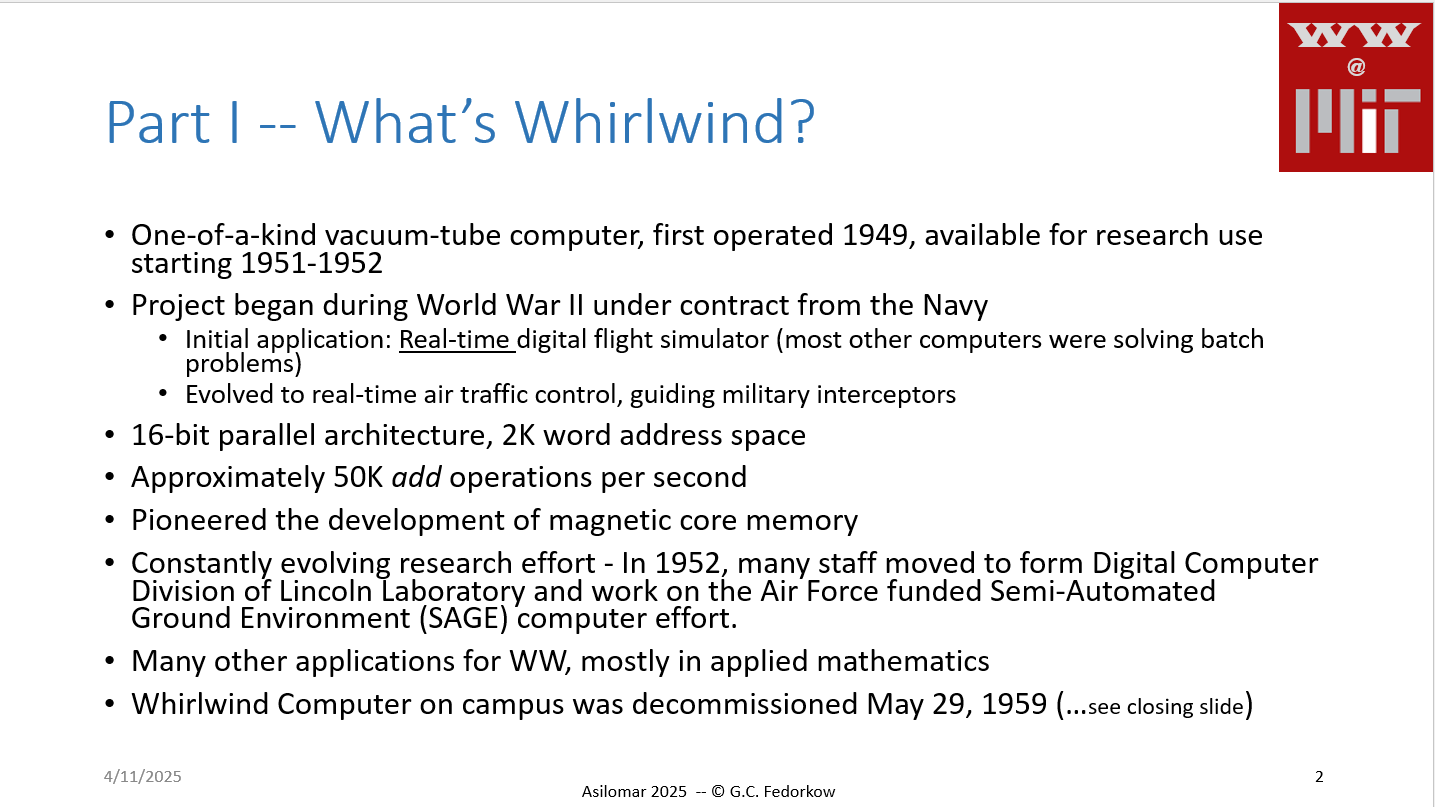 WW
@
MiT
Part I -- What’s Whirlwind?
• One-of-a-kind vacuum-tube computer, first operated 1949, available for research use
starting 1951-1952
• Project began during World War II under contract from the Navy
• Initial application: Real-time digital flight simulator (most other computers were solving batch
problems)
• Evolved to real-time air traffic control, guiding military interceptors
• 16-bit parallel architecture, 2K word address space
• Approximately 50K add operations per second
• Pioneered the development of magnetic core memory
• Constantly evolving research effort - In 1952, many staff moved to form Digital Computer
Division of Lincoln Laboratory and work on the Air Force funded Semi-Automated
Ground Environment (SAGE) computer effort.
• Many other applications for WW, mostly in applied mathematics
• Whirlwind Computer on campus was decommissioned May 29, 1959 (…see closing slide)
4/11/2025
Asilomar 2025 -- © G.C. Fedorkow
2